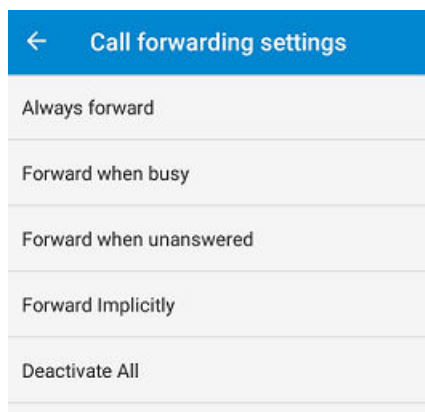 Call forwarding settings
Always forward
Forward when busy
Forward when unanswered
Forward Implicitly
Deactivate All